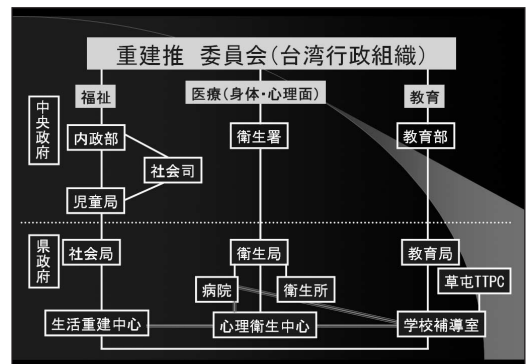 重建推 委員会(台湾行政組織)
福祉
医療(身体・心理面)
教育
中央政府
内政部
衛生署
教育部
社会司
児童局
県政府
社会局
衛生局
教育局
草屯TTPC
病院
衛生所
生活重建中心
心理衛生中心
学校補導室